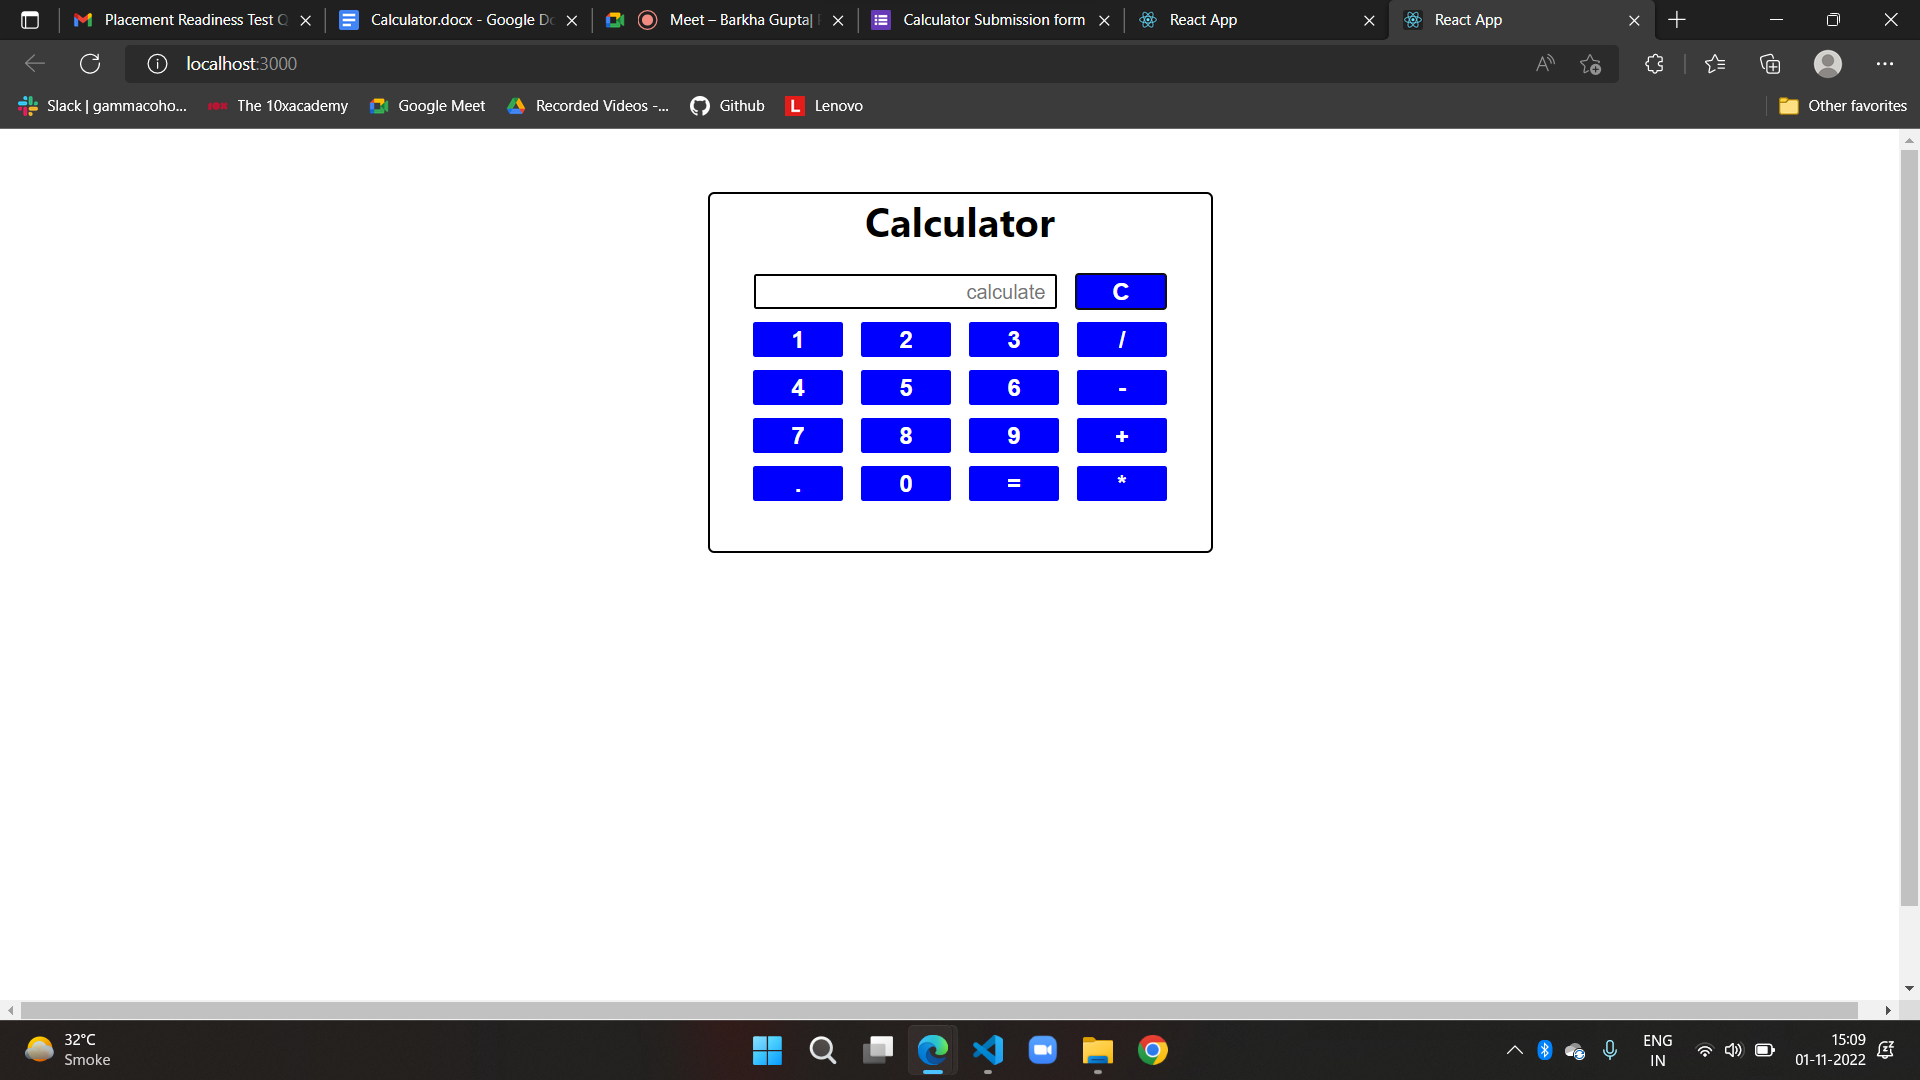 Placement Readiness Test Q
Calculator.docx - Google Do
Meet – Barkha Gupta|
Calculator Submission form
React App
React App
localhost:3000
Slack | gammacoho...
The 10xacademy
Google Meet
Recorded Videos -...
Github
L Lenovo
Other favorites
Calculator
calculate C
1 2 3 /
4 5 6 -
7 8 9 +
. 0 = *
32°C
Smoke
ENG
IN
15:09
01-11-2022